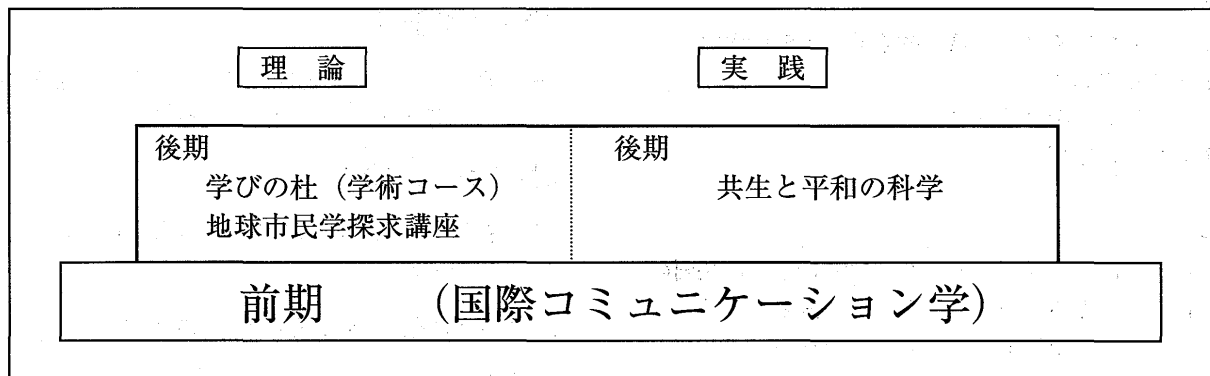 理　論
実　践
後期
学びの杜（学術コース）
地球市民学探求講座
後期
共生と平和の科学
前期　　（国際コミュニケーション学）